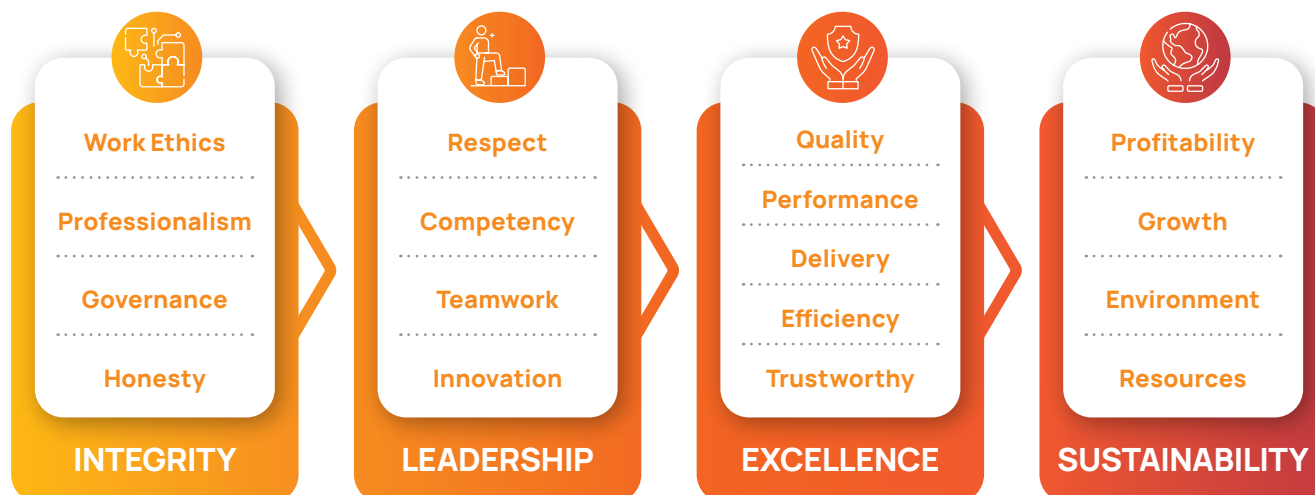 Work Ethics
Professionalism
Governance
Honesty
INTEGRITY
Respect
Competency
Teamwork
Innovation
LEADERSHIP
Quality
Performance
Delivery
Efficiency
Trustworthy
EXCELLENCE
Profitability
Growth
Environment
Resources
SUSTAINABILITY